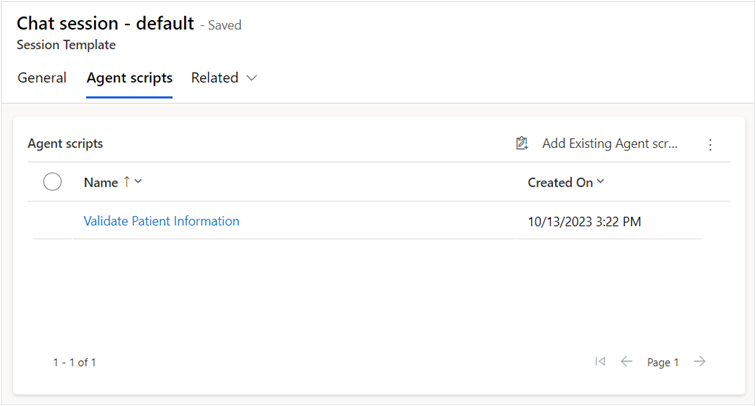 Chat session - default - Saved
Session Template
General Agent scripts Related
Agent scripts Add Existing Agent scr...
Name Created On
Validate Patient Information 10/13/2023 3:22 PM
1 - 1 of 1 Page 1